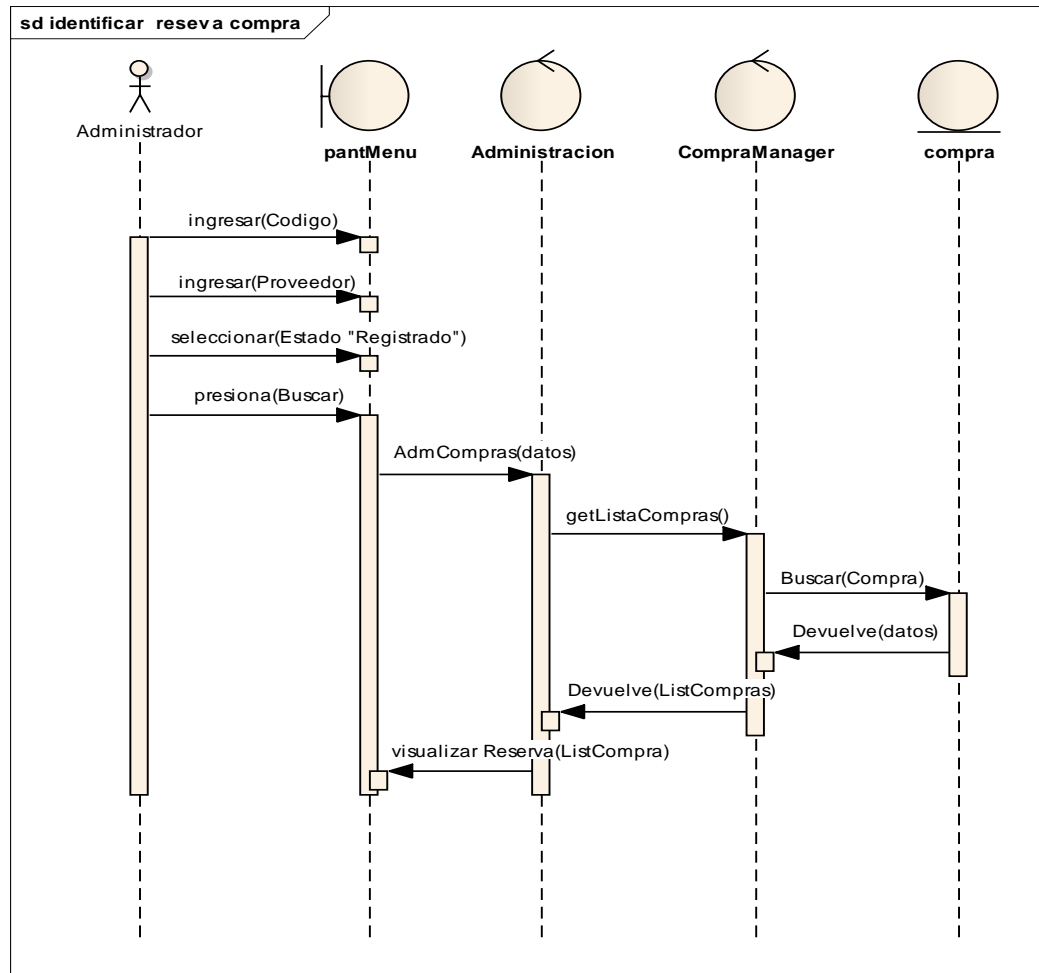 sd identificar reseva compra
Administrador
pantMenu
Administracion
CompraManager
compra
ingresar(Codigo)
ingresar(Proveedor)
seleccionar(Estado "Registrado")
presiona(Buscar)
AdmCompras(datos)
getListaCompras()
Buscar(Compra)
Devuelve(datos)
Devuelve(ListCompras)
visualizar Reserva(ListCompra)